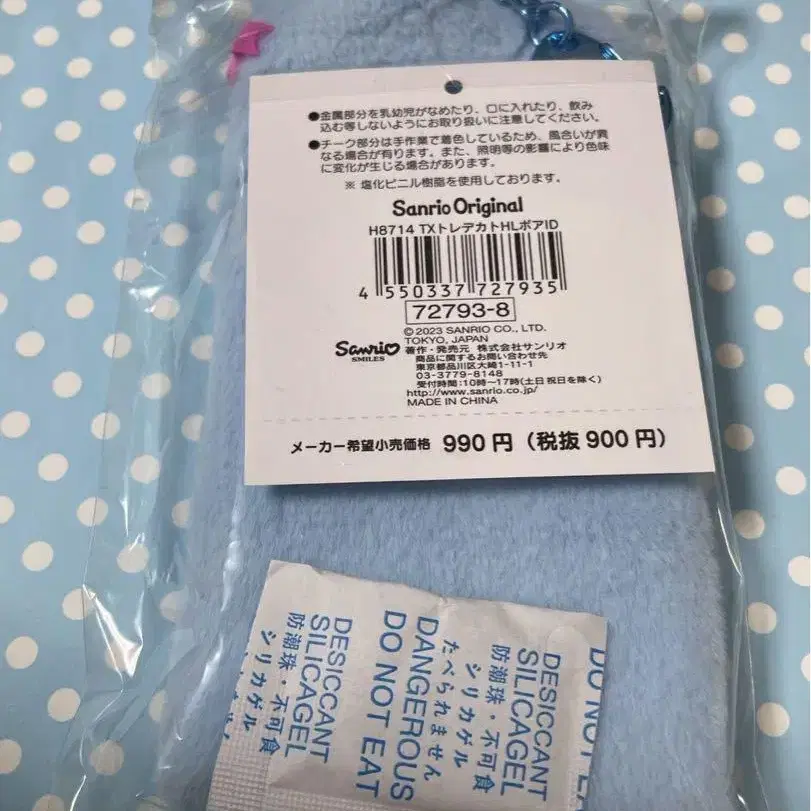 ●金属部分を乳幼児がなめたり、口に入れたり、飲み
込む等しないようにお取り扱いに注意してください。
●チーク部分は手作業で着色しているため、風合いが異
なる場合が有ります。また、照明等の影響により色味
に変化が生じる場合があります。
※ 塩化ビニル樹脂を使用しております。
Sanrio Original
H8714 TXトレデカトHLボアID
4 550337 727935
72793-8
© 2023 SANRIO CO., LTD.
TOKYO, JAPAN
Sanrio
SMILES
著作・発売元 株式会社サンリオ
商品に関するお問い合わせ先
東京都品川区大崎1-11-1
03-3779-8148
受付時間:10時～17時(土日 祝日を除く)
http://www.sanrio.co.jp/
MADE IN CHINA
メーカー希望小売価格 990円(税抜900円)
DESICCANT
SILICAGEL
防潮珠・不可食
シリカゲル
たべられません
DANGEROUS
DO NOT EAT
DESICCANT
SILICAGEL
防潮珠・不可食
シリカゲル
DO NOT